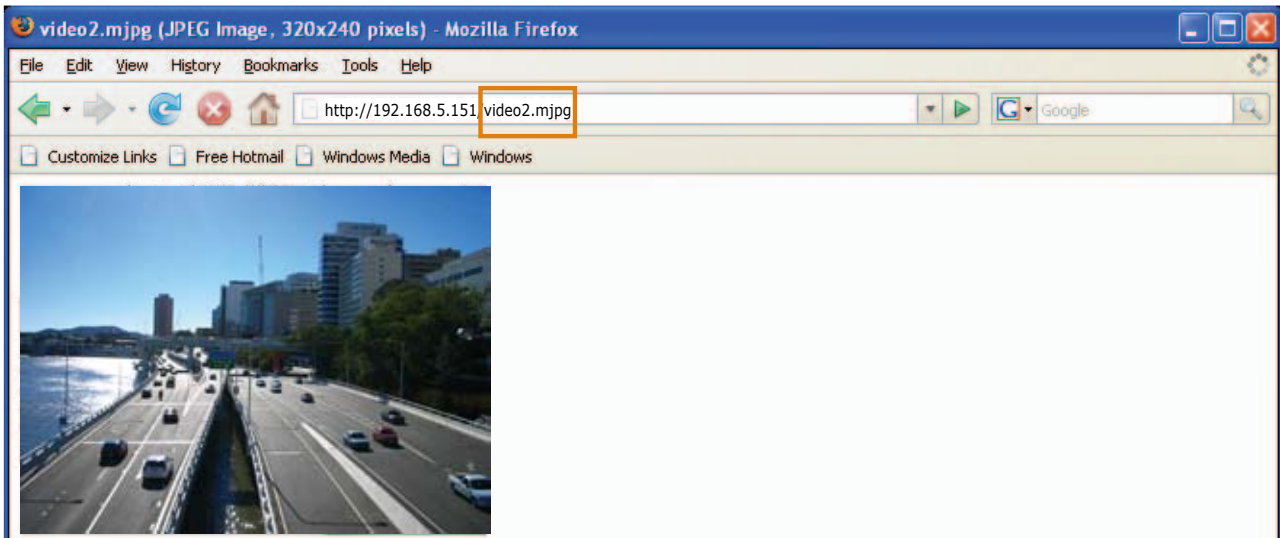 video2.mjpg (JPEG Image, 320x240 pixels) - Mozilla Firefox
File Edit View History Bookmarks Tools Help
http://192.168.5.151/video2.mjpg G Google
Customize Links Free Hotmail Windows Media Windows